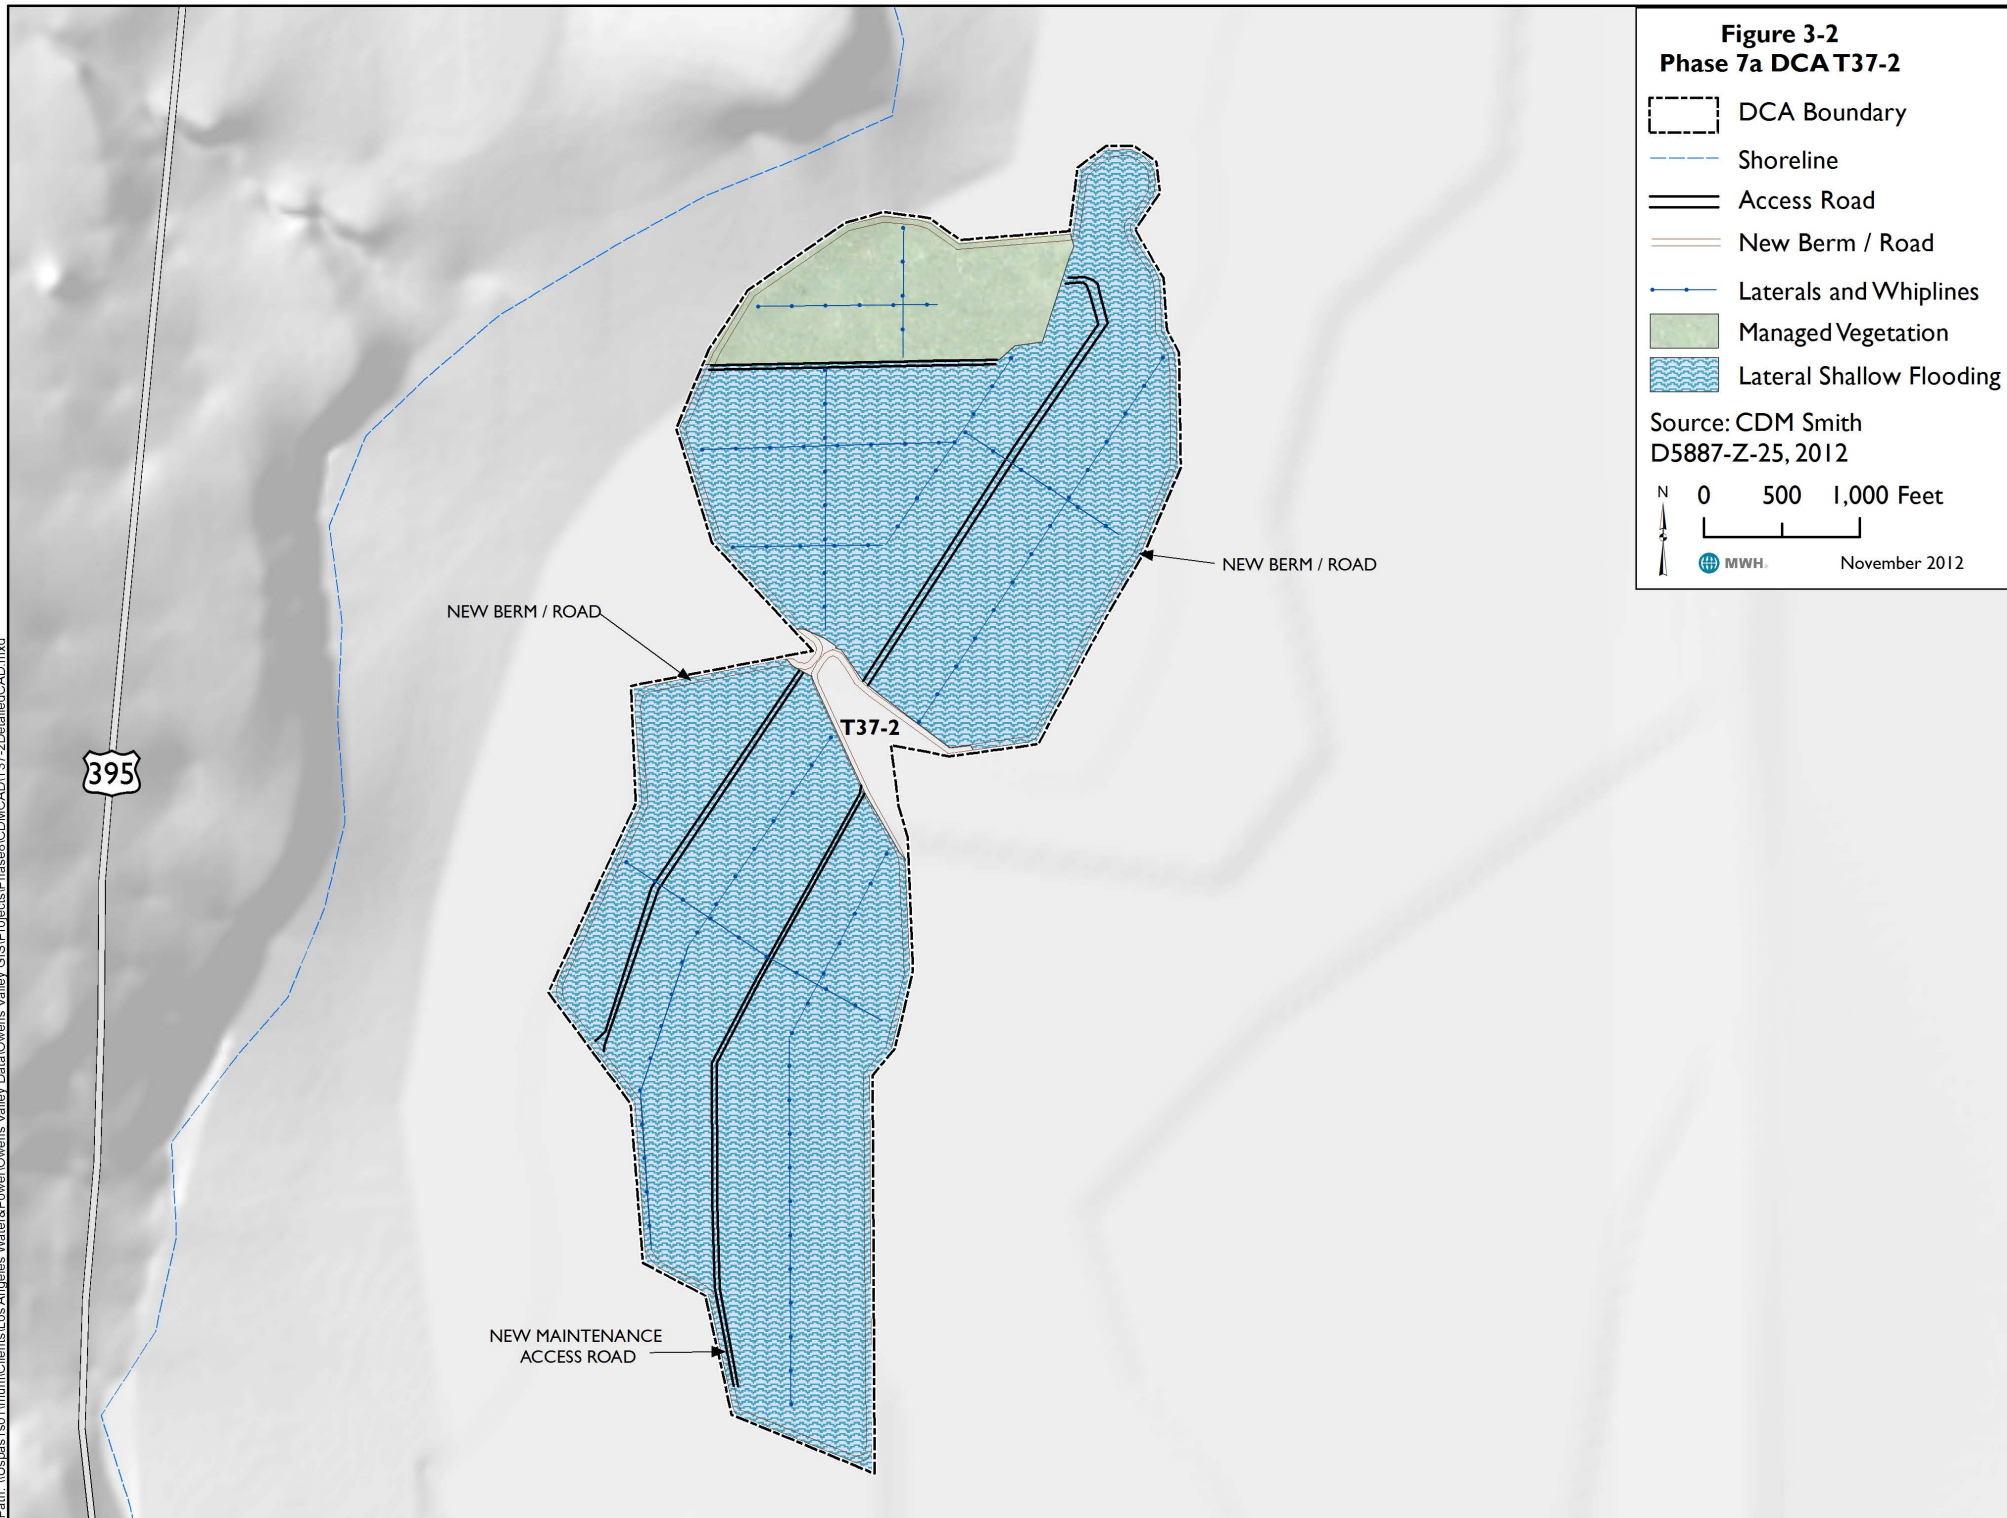 Figure 3-2
Phase 7a DCA T37-2
DCA Boundary
Shoreline
Access Road
New Berm / Road
Laterals and Whiplines
Managed Vegetation
Lateral Shallow Flooding
Source: CDM Smith
D5887-Z-25, 2012
N 0 500 1,000 Feet
MWH
November 2012
NEW BERM / ROAD
NEW BERM / ROAD
T37-2
395
NEW MAINTENANCE
ACCESS ROAD